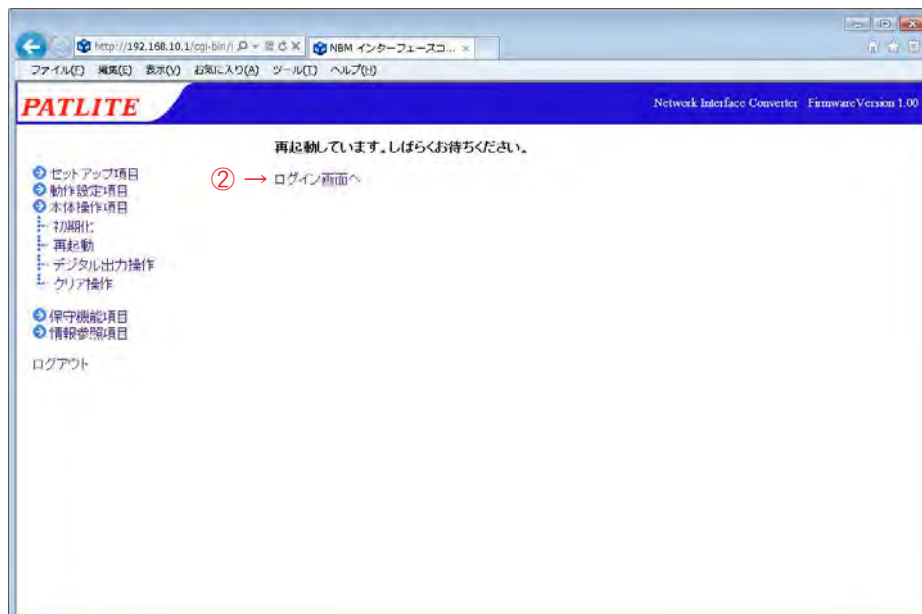 http://192.168.10.1/cgi-bin/i
NBM インターフェースコ...
ファイル(F) 編集(E) 表示(V) お気に入り(A) ツール(T) ヘルプ(H)
PATLITE
Network Interface Converter FirmwareVersion 1.00
再起動しています。しばらくお待ちください。
② → ログイン画面へ
セットアップ項目
動作設定項目
本体操作項目
初期化
再起動
デジタル出力操作
クリア操作
保守機能項目
情報参照項目
ログアウト